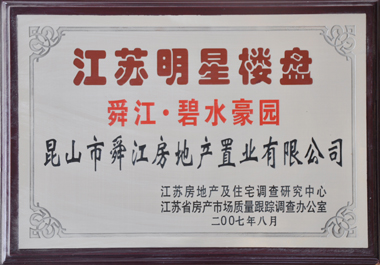 江苏明星楼盘
舜江·碧水豪园
昆山市舜江房地产置业有限公司
江苏房地产及住宅调查研究中心
江苏省房产市场质量跟踪调查办公室
二00七年八月